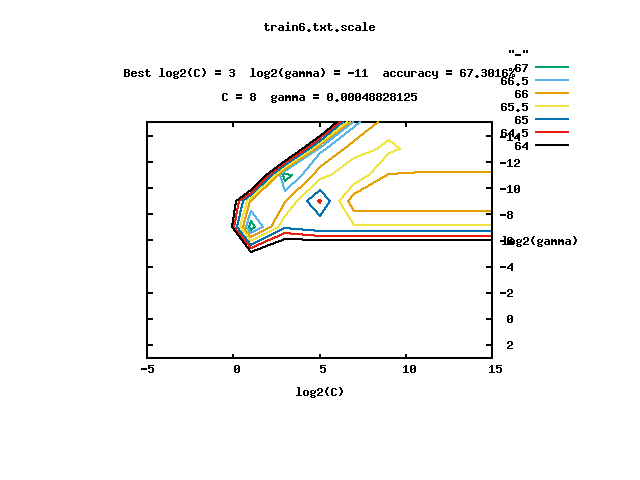 train6.txt.scale
"-"
Best log2(C) = 3  log2(gamma) = -11  accuracy = 67.3016%
67
66.5
66
65.5
65
64.5
64
C = 8  gamma = 0.00048828125
-14
-12
-10
-8
-6
log2(gamma)
-4
-2
0
2
-5 0 5 10 15
log2(C)